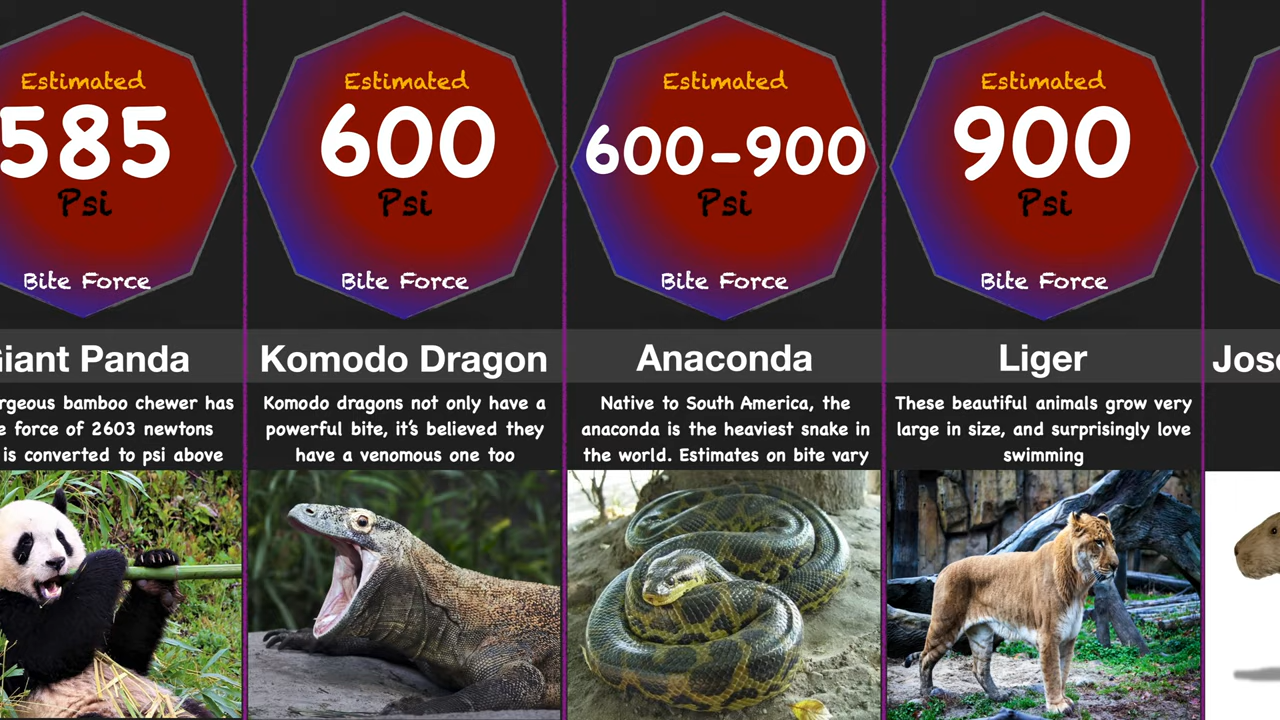 Estimated
585
Psi
Bite Force
Giant Panda
rgeous bamboo chewer has
e force of 2603 newtons
is converted to psi above
Estimated
600
Psi
Bite Force
Komodo Dragon
Komodo dragons not only have a
powerful bite, it's believed they
have a venomous one too
Estimated
600-900
Psi
Bite Force
Anaconda
Native to South America, the
anaconda is the heaviest snake in
the world. Estimates on bite vary
Estimated
900
Psi
Bite Force
Liger
These beautiful animals grow very
large in size, and surprisingly love
swimming
Jose